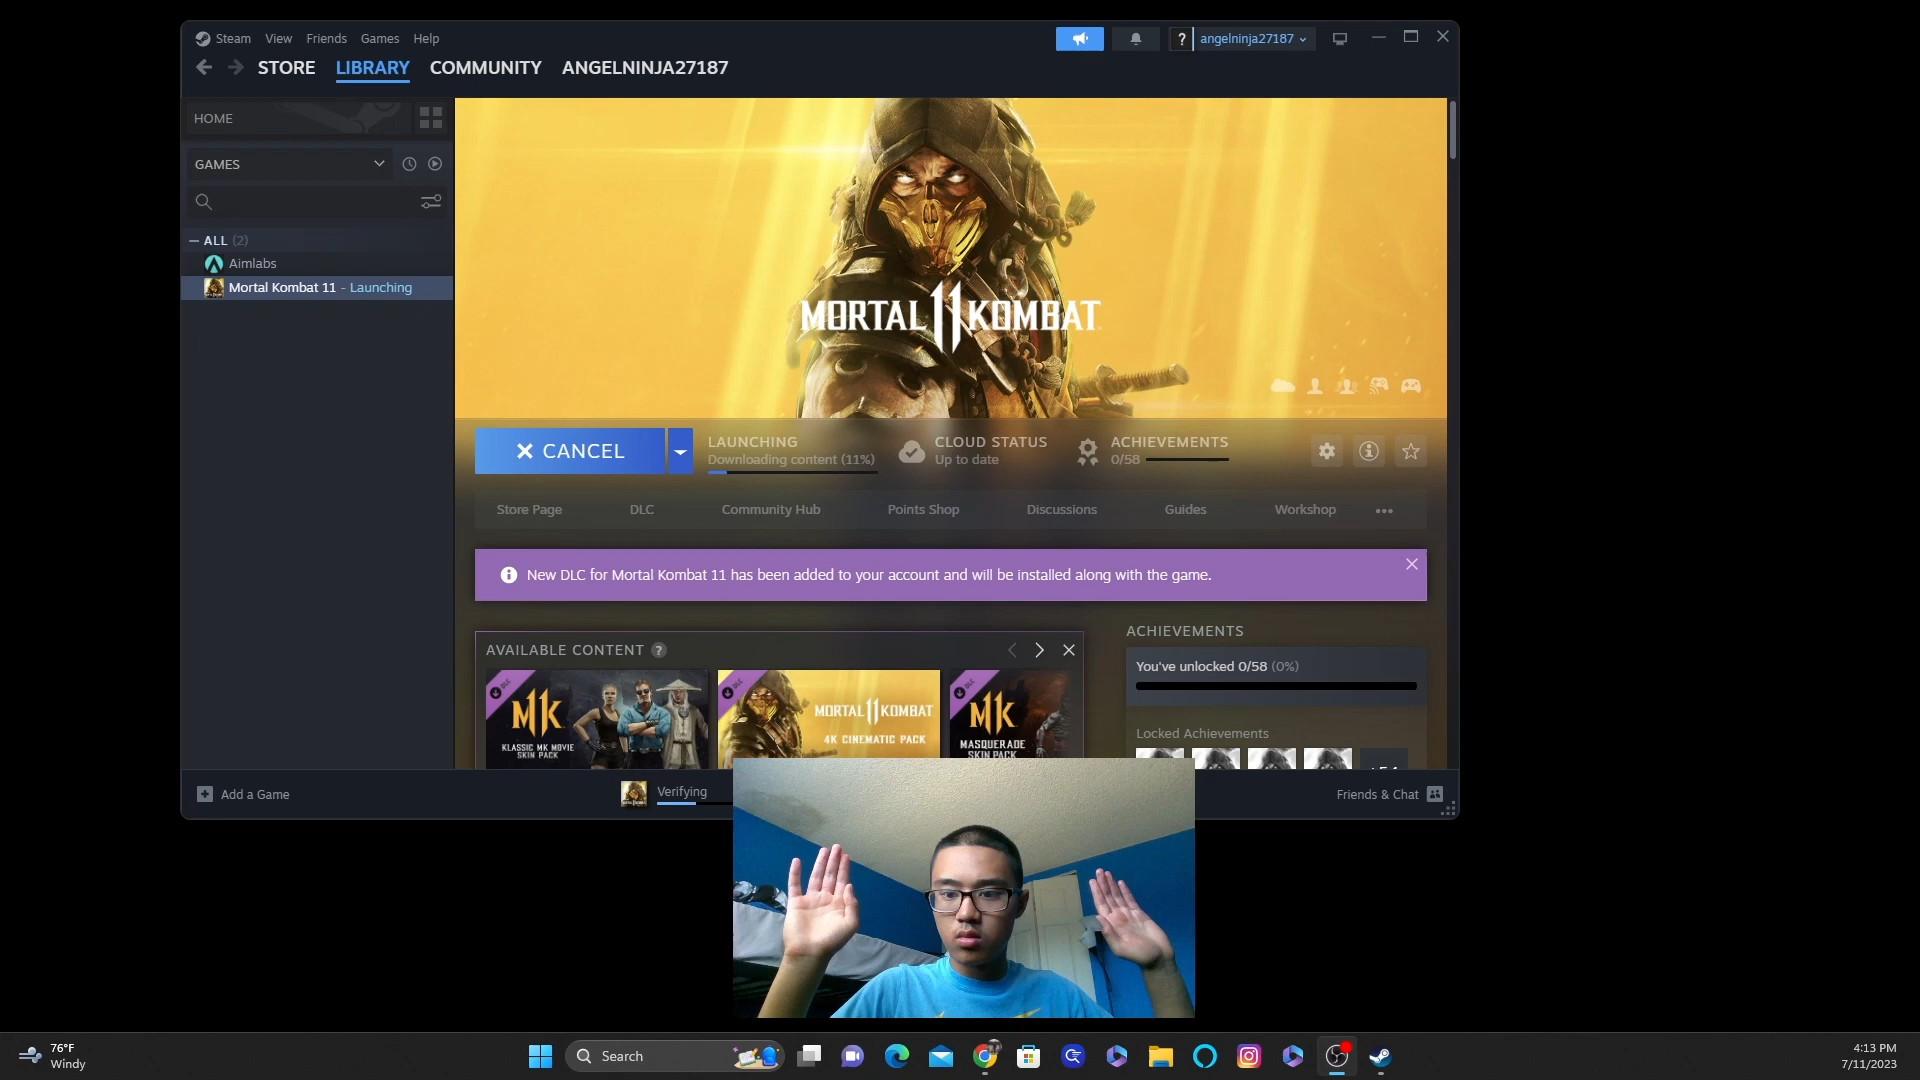 Steam View Friends Games Help
? angelninja27187
STORE LIBRARY COMMUNITY ANGELNINJA27187
HOME
GAMES
ALL (2)
Aimlabs
Mortal Kombat 11 - Launching
MORTAL 11 KOMBAT
CANCEL
LAUNCHING
Downloading content (11%)
CLOUD STATUS
Up to date
ACHIEVEMENTS
0/58
Store Page DLC Community Hub Points Shop Discussions Guides Workshop
New DLC for Mortal Kombat 11 has been added to your account and will be installed along with the game.
AVAILABLE CONTENT ?
DLC
MK
KLASSIC MK MOVIE
SKIN PACK
DLC
MORTAL 11 KOMBAT
4K CINEMATIC PACK
DLC
MK
MASQUERADE
SKIN PACK
ACHIEVEMENTS
You've unlocked 0/58 (0%)
Locked Achievements
Add a Game
Verifying
Friends & Chat
76°F
Windy
Search
4:13 PM
7/11/2023